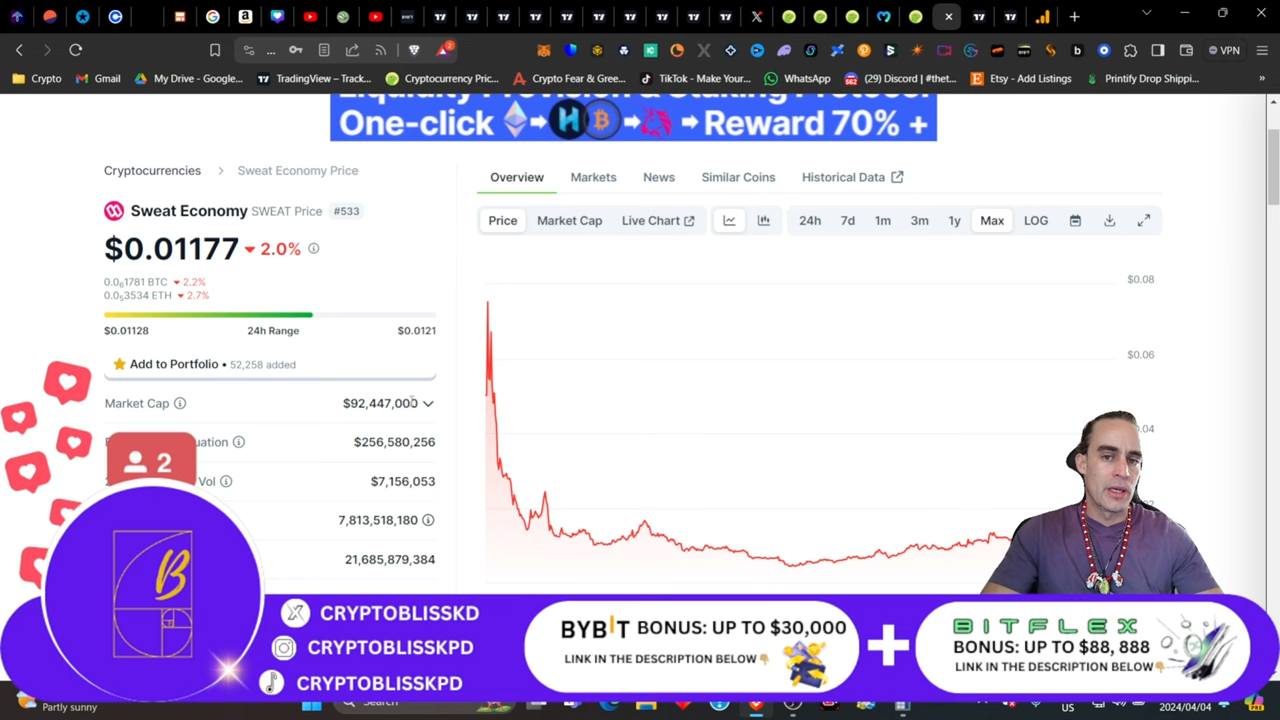 2
VPN
Crypto
Gmail
My Drive - Google...
TradingView – Track...
Cryptocurrency Pric...
Crypto Fear & Gree...
TikTok - Make Your...
WhatsApp
(29) Discord | #thet...
Etsy - Add Listings
Printify Drop Shippi...
»
One-click
Reward 70% +
Cryptocurrencies
Sweat Economy Price
Sweat Economy SWEAT Price #533
$0.01177 2.0%
0.0₆1781 BTC 2.2%
0.0₅3534 ETH 2.7%
$0.01128 24h Range $0.0121
Add to Portfolio • 52,258 added
Market Cap $92,447,000
$256,580,256
Vol $7,156,053
7,813,518,180
21,685,879,384
Overview Markets News Similar Coins Historical Data
Price Market Cap Live Chart 24h 7d 1m 3m 1y Max LOG
$0.08
$0.06
2
B
CRYPTOBLISSKD
CRYPTOBLISSKPD
CRYPTOBLISSKPD
BYBIT BONUS: UP TO $30,000
LINK IN THE DESCRIPTION BELOW
BITFLEX
BONUS: UP TO $88, 888
LINK IN THE DESCRIPTION BELOW
Partly sunny
Search
US
2024/04/04